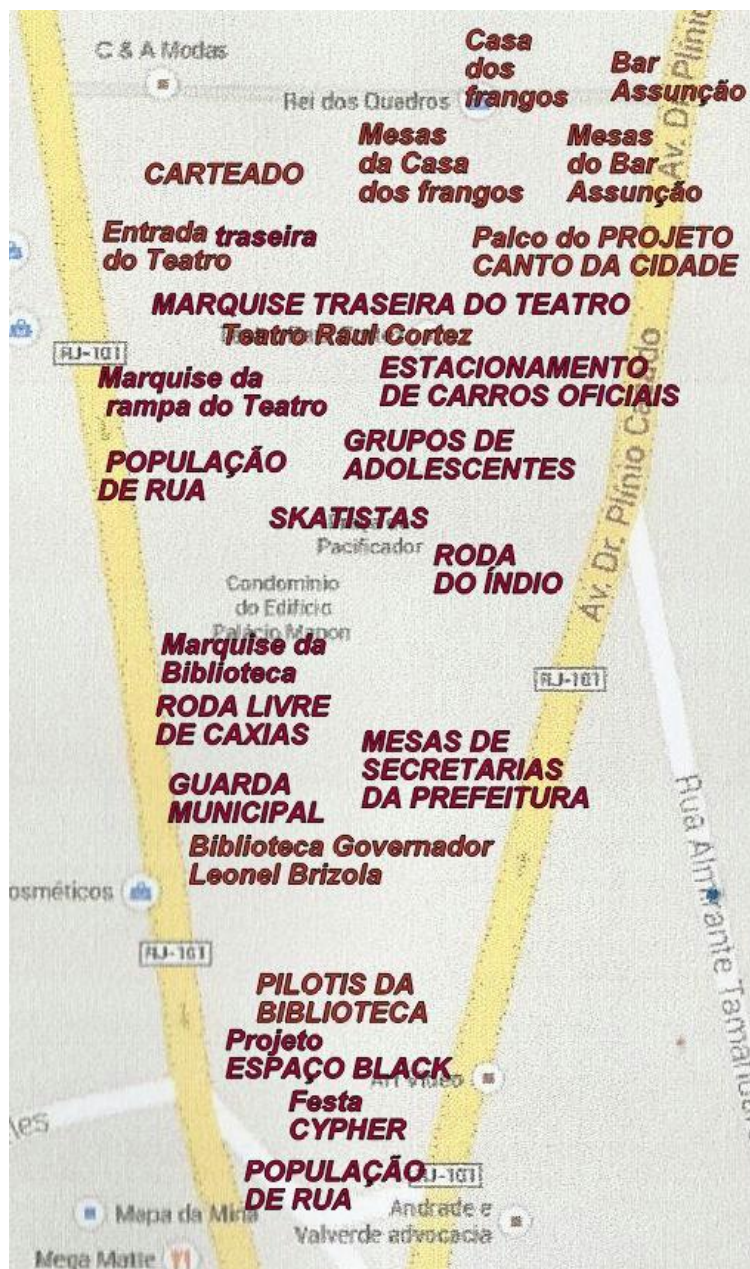 C & A Modas
Casa
dos
frangos
Bar
Assunção
Rei dos Quadros
Av. Dr. Plínio
CARTEADO
Mesas
da Casa
dos frangos
Mesas
do Bar
Assunção
Entrada traseira
do Teatro
Palco do PROJETO
CANTO DA CIDADE
MARQUISE TRASEIRA DO TEATRO
Teatro Raul Cortez
RJ-101
Marquise da
rampa do Teatro
ESTACIONAMENTO
DE CARROS OFICIAIS
Av. Dr. Plínio Casado
POPULAÇÃO
DE RUA
GRUPOS DE
ADOLESCENTES
SKATISTAS
Pacificador
RODA
DO ÍNDIO
Condomínio
do Edifício
Palácio Manon
Marquise da
Biblioteca
RJ-101
RODA LIVRE
DE CAXIAS
MESAS DE
SECRETARIAS
DA PREFEITURA
GUARDA
MUNICIPAL
Biblioteca Governador
Leonel Brizola
osméticos
Rua Almirante Tamanda
RJ-101
PILOTIS DA
BIBLIOTECA
Projeto
ESPAÇO BLACK
Art Video
Festa
CYPHER
les
POPULAÇÃO
DE RUA
RJ-101
Mapa da Mina
Andrade e
Valverde advocacia
Mega Matte